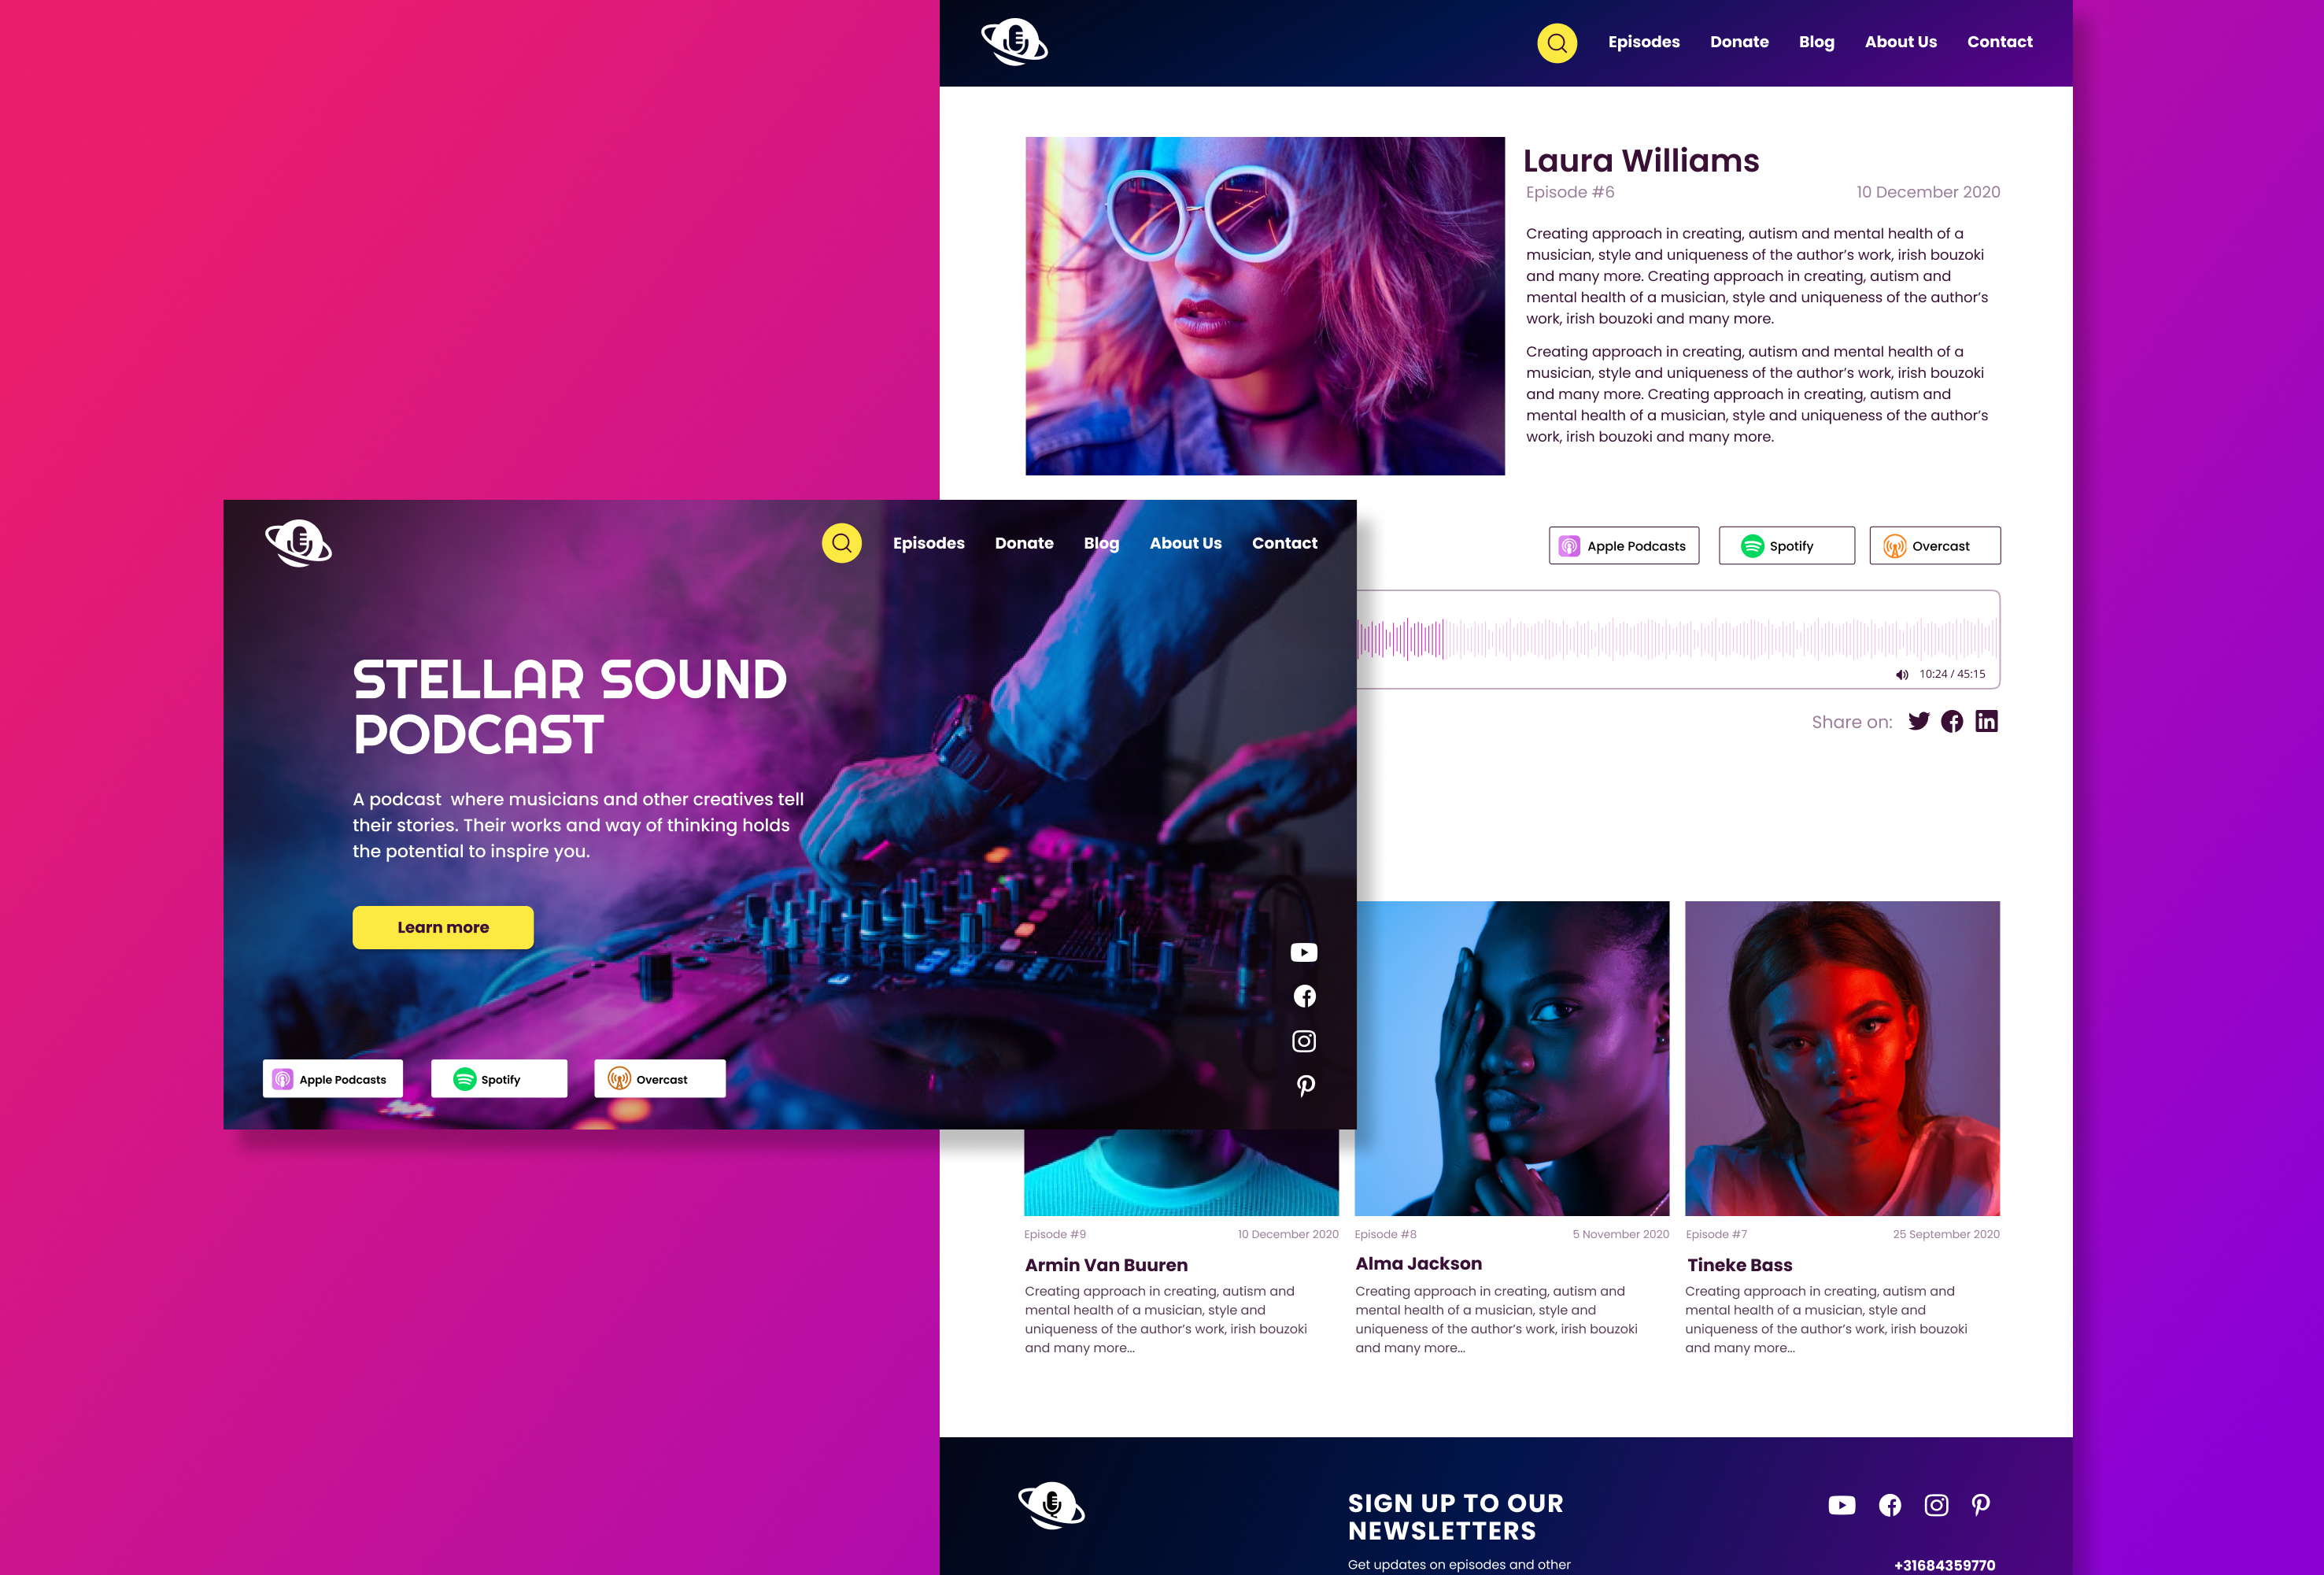 Episodes Donate Blog About Us Contact
Laura Williams
Episode #6 10 December 2020
Creating approach in creating, autism and mental health of a
musician, style and uniqueness of the author's work, irish bouzoki
and many more. Creating approach in creating, autism and
mental health of a musician, style and uniqueness of the author's
work, irish bouzoki and many more.
Creating approach in creating, autism and mental health of a
musician, style and uniqueness of the author's work, irish bouzoki
and many more. Creating approach in creating, autism and
mental health of a musician, style and uniqueness of the author's
work, irish bouzoki and many more.
Apple Podcasts Spotify Overcast
10:24 / 45:15
Share on:
Episodes Donate Blog About Us Contact
STELLAR SOUND
PODCAST
A podcast where musicians and other creatives tell
their stories. Their works and way of thinking holds
the potential to inspire you.
Learn more
Apple Podcasts Spotify Overcast
Episode #9 10 December 2020
Armin Van Buuren
Creating approach in creating, autism and
mental health of a musician, style and
uniqueness of the author's work, irish bouzoki
and many more...
Episode #8 5 November 2020
Alma Jackson
Creating approach in creating, autism and
mental health of a musician, style and
uniqueness of the author's work, irish bouzoki
and many more...
Episode #7 25 September 2020
Tineke Bass
Creating approach in creating, autism and
mental health of a musician, style and
uniqueness of the author's work, irish bouzoki
and many more...
SIGN UP TO OUR
NEWSLETTERS
Get updates on episodes and other
+31684359770